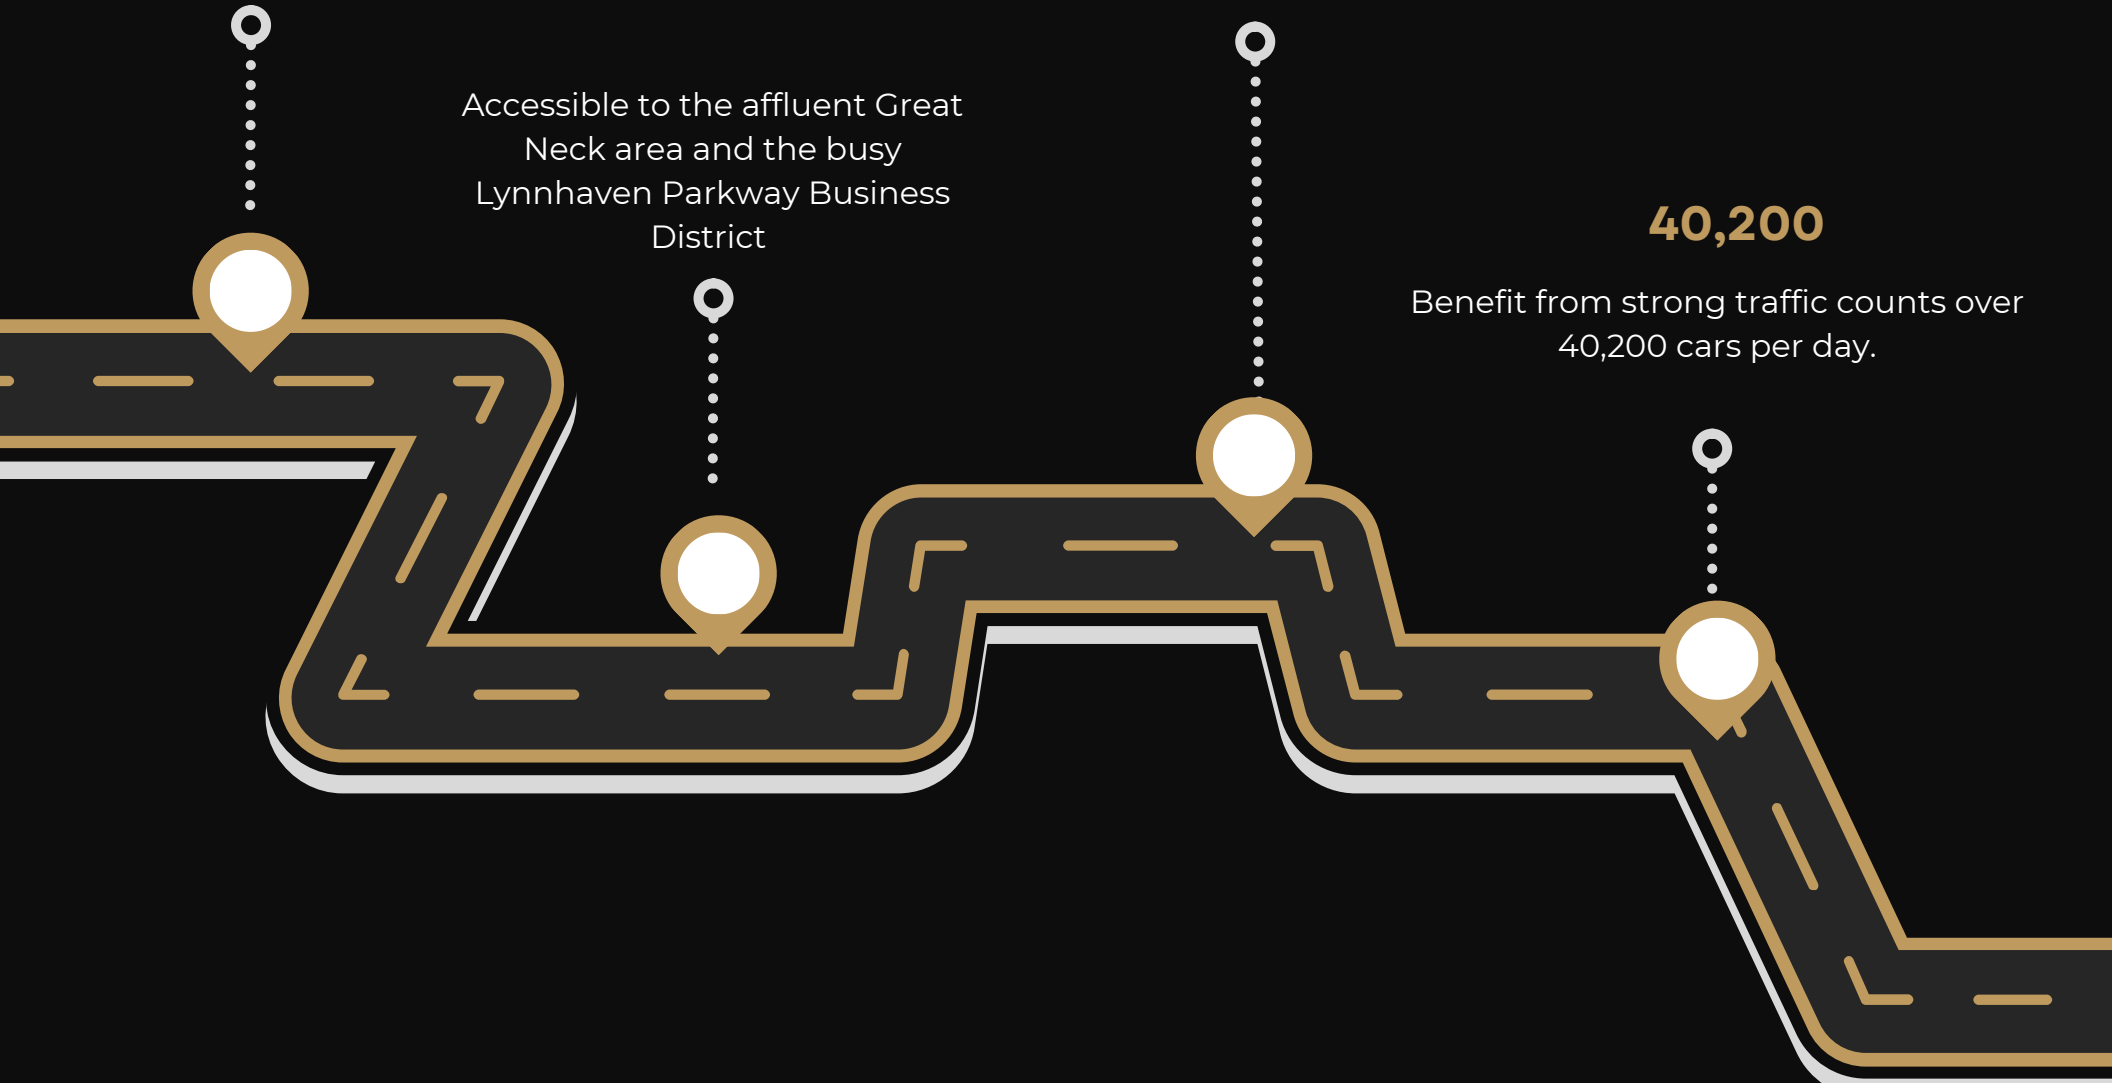 Accessible to the affluent Great
Neck area and the busy
Lynnhaven Parkway Business
District
40,200
Benefit from strong traffic counts over
40,200 cars per day.